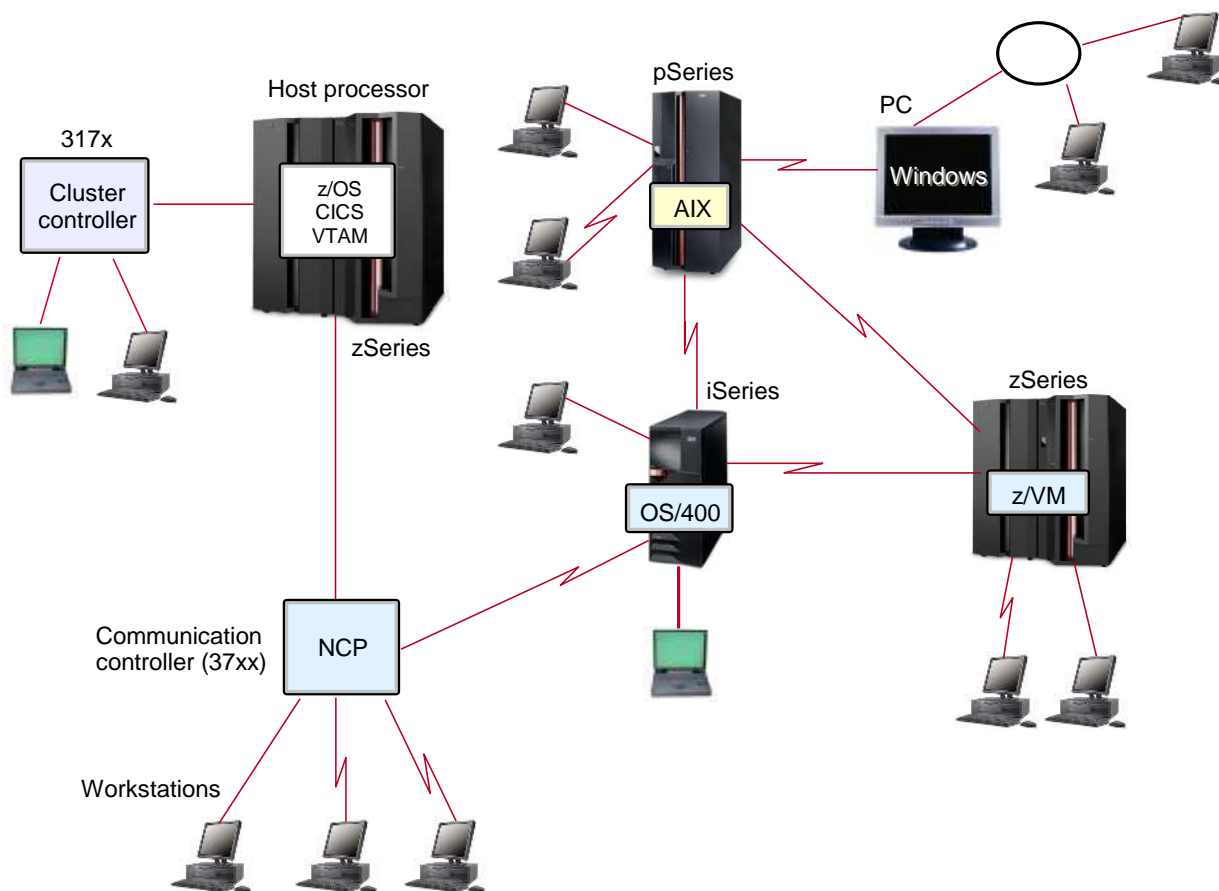 pSeries
Host processor
PC
317x
Cluster
controller
z/OS
CICS
VTAM
AIX
Windows
zSeries
iSeries
zSeries
OS/400
z/VM
Communication
controller (37xx)
NCP
Workstations